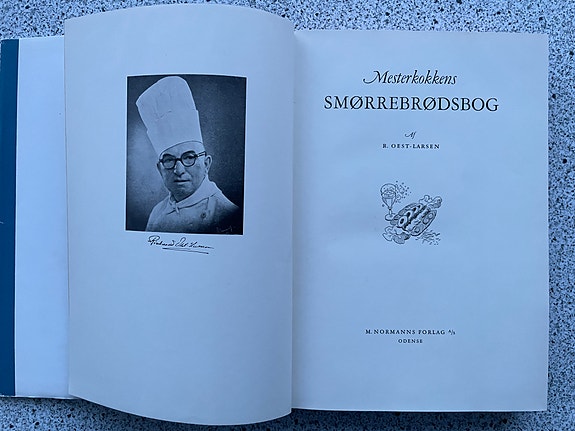 Mesterkokkens
SMØRREBRØDSBOG
Af
R. OEST-LARSEN
M. NORMANNS FORLAG A/S
ODENSE